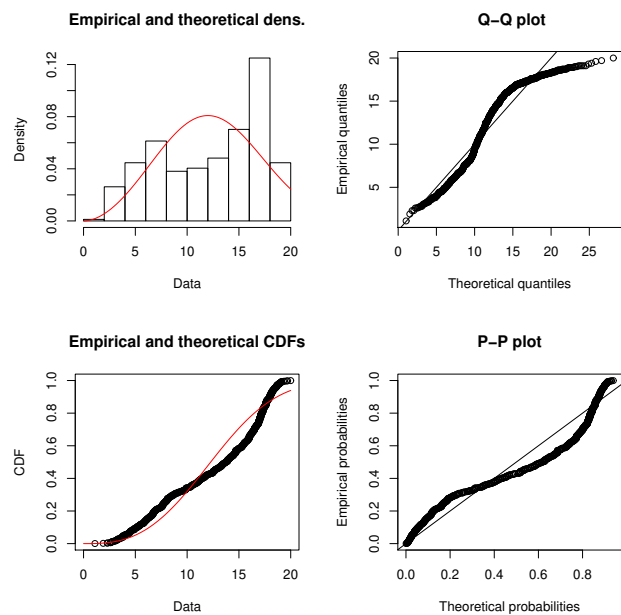 Empirical and theoretical dens.
Density
0.00 0.04 0.08 0.12
0 5 10 15 20
Data
Q−Q plot
Empirical quantiles
5 10 15 20
0 5 10 15 20 25
Theoretical quantiles
Empirical and theoretical CDFs
CDF
0.0 0.2 0.4 0.6 0.8 1.0
0 5 10 15 20
Data
P−P plot
Empirical probabilities
0.0 0.2 0.4 0.6 0.8 1.0
0.0 0.2 0.4 0.6 0.8
Theoretical probabilities